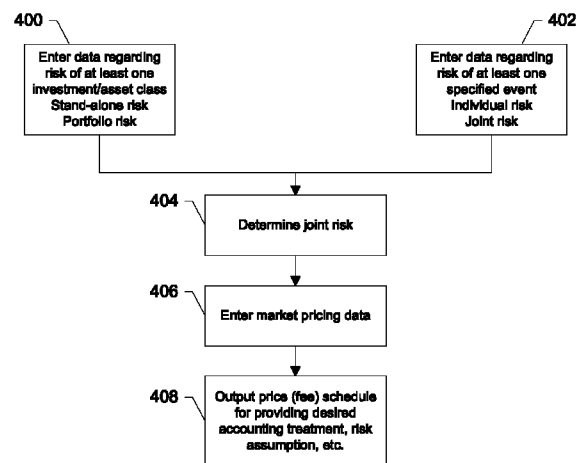 400
Enter data regarding
risk of at least one
investment/asset class
Stand-alone risk
Portfolio risk
402
Enter data regarding
risk of at least one
specified event
Individual risk
Joint risk
404
Determine joint risk
406
Enter market pricing data
408
Output price (fee) schedule
for providing desired
accounting treatment, risk
assumption, etc.